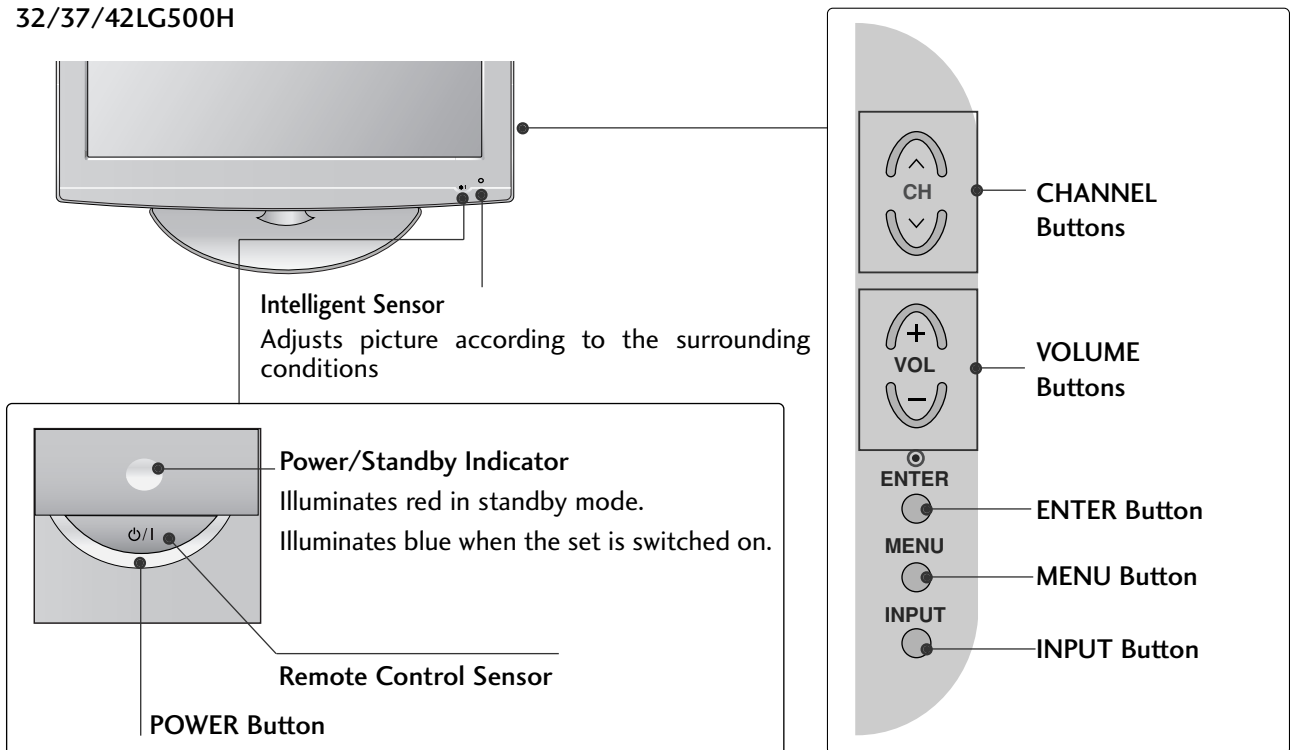 32/37/42LG500H
Intelligent Sensor
Adjusts picture according to the surrounding
conditions
Power/Standby Indicator
Illuminates red in standby mode.
Illuminates blue when the set is switched on.
⏻/I
Remote Control Sensor
POWER Button
CH
CHANNEL
Buttons
+
VOL
-
VOLUME
Buttons
ENTER
ENTER Button
MENU
MENU Button
INPUT
INPUT Button